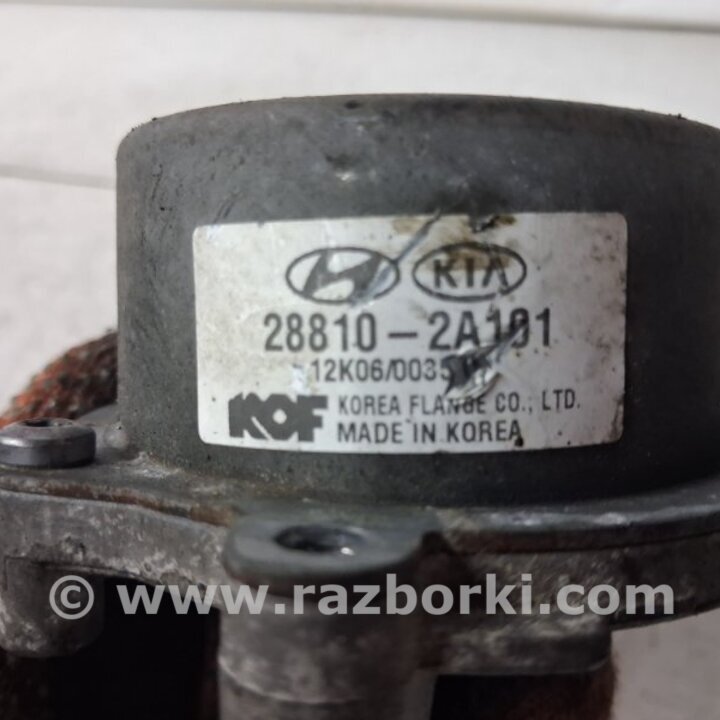 KIA
28810-2A101
12K06/0035
KOF KOREA FLANGE CO., LTD.
MADE IN KOREA
© www.razborki.com